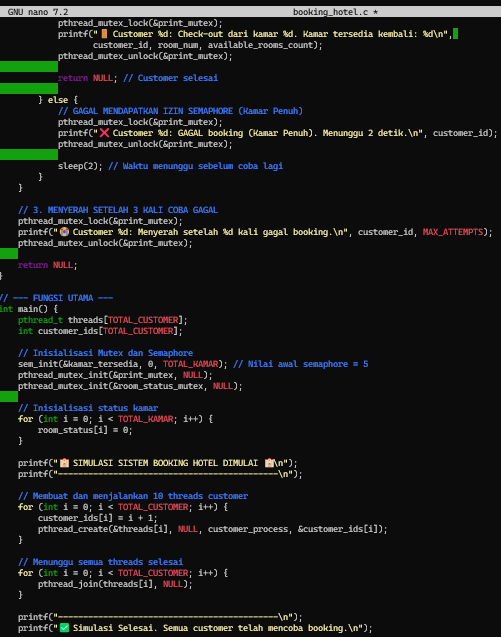 GNU nano 7.2 booking_hotel.c *
pthread_mutex_lock(&print_mutex);
printf("🚪 Customer %d: Check-out dari kamar %d. Kamar tersedia kembali: %d\n",
customer_id, room_num, available_rooms_count);
pthread_mutex_unlock(&print_mutex);
return NULL; // Customer selesai
} else {
// GAGAL MENDAPATKAN IZIN SEMAPHORE (Kamar Penuh)
pthread_mutex_lock(&print_mutex);
printf("❌ Customer %d: GAGAL booking (Kamar Penuh). Menunggu 2 detik.\n", customer_id);
pthread_mutex_unlock(&print_mutex);
sleep(2); // Waktu menunggu sebelum coba lagi
}
}
// 3. MENYERAH SETELAH 3 KALI COBA GAGAL
pthread_mutex_lock(&print_mutex);
printf(" Customer %d: Menyerah setelah %d kali gagal booking.\n", customer_id, MAX_ATTEMPTS);
pthread_mutex_unlock(&print_mutex);
return NULL;
}
// --- FUNGSI UTAMA ---
int main() {
pthread_t threads[TOTAL_CUSTOMER];
int customer_ids[TOTAL_CUSTOMER];
// Inisialisasi Mutex dan Semaphore
sem_init(&kamar_tersedia, 0, TOTAL_KAMAR); // Nilai awal semaphore = 5
pthread_mutex_init(&print_mutex, NULL);
pthread_mutex_init(&room_status_mutex, NULL);
// Inisialisasi status kamar
for (int i = 0; i < TOTAL_KAMAR; i++) {
room_status[i] = 0;
}
printf("🏨 SIMULASI SISTEM BOOKING HOTEL DIMULAI 🏨\n");
printf("--------------------------------------------\n");
// Membuat dan menjalankan 10 threads customer
for (int i = 0; i < TOTAL_CUSTOMER; i++) {
customer_ids[i] = i + 1;
pthread_create(&threads[i], NULL, customer_process, &customer_ids[i]);
}
// Menunggu semua threads selesai
for (int i = 0; i < TOTAL_CUSTOMER; i++) {
pthread_join(threads[i], NULL);
}
printf("--------------------------------------------\n");
printf("✅ Simulasi Selesai. Semua customer telah mencoba booking.\n");